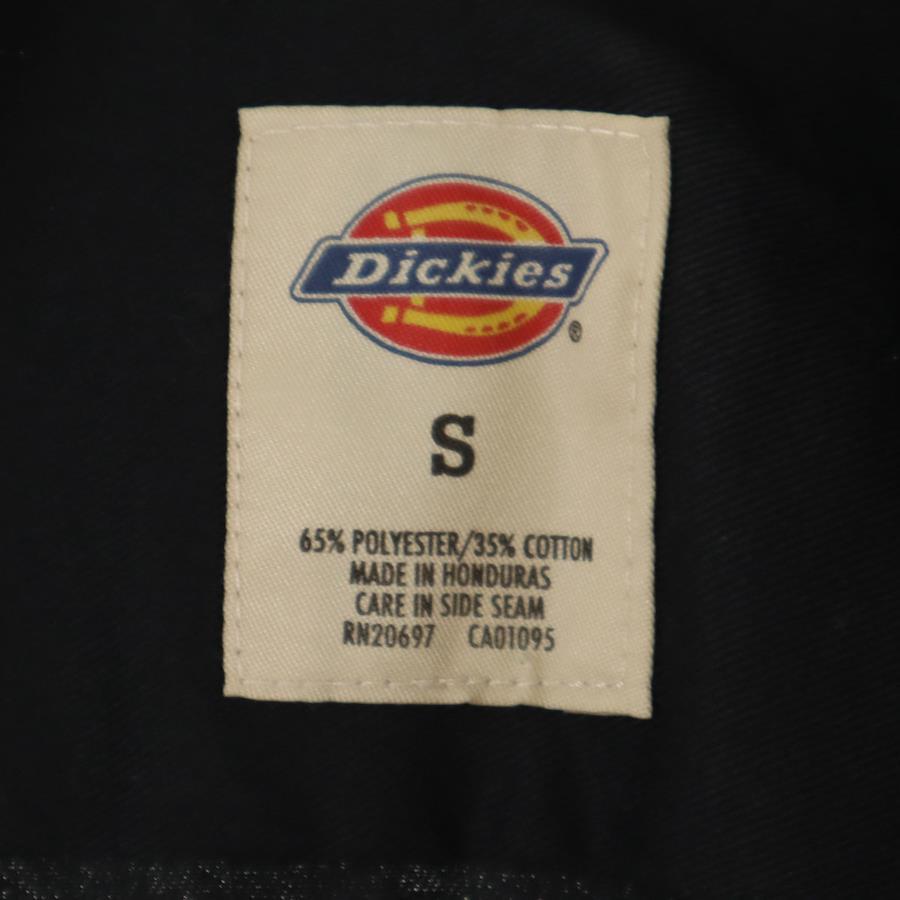 Dickies
®
S
65% POLYESTER/35% COTTON
MADE IN HONDURAS
CARE IN SIDE SEAM
RN20697 CA01095